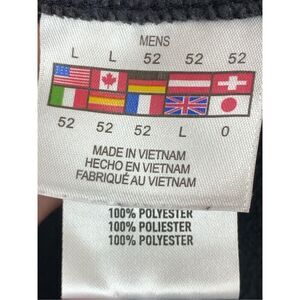 MENS
L L 52 52 52
52 52 52 L O
MADE IN VIETNAM
HECHO EN VIETNAM
FABRIQUÉ AU VIETNAM
100% POLYESTER
100% POLIESTER
100% POLYESTER